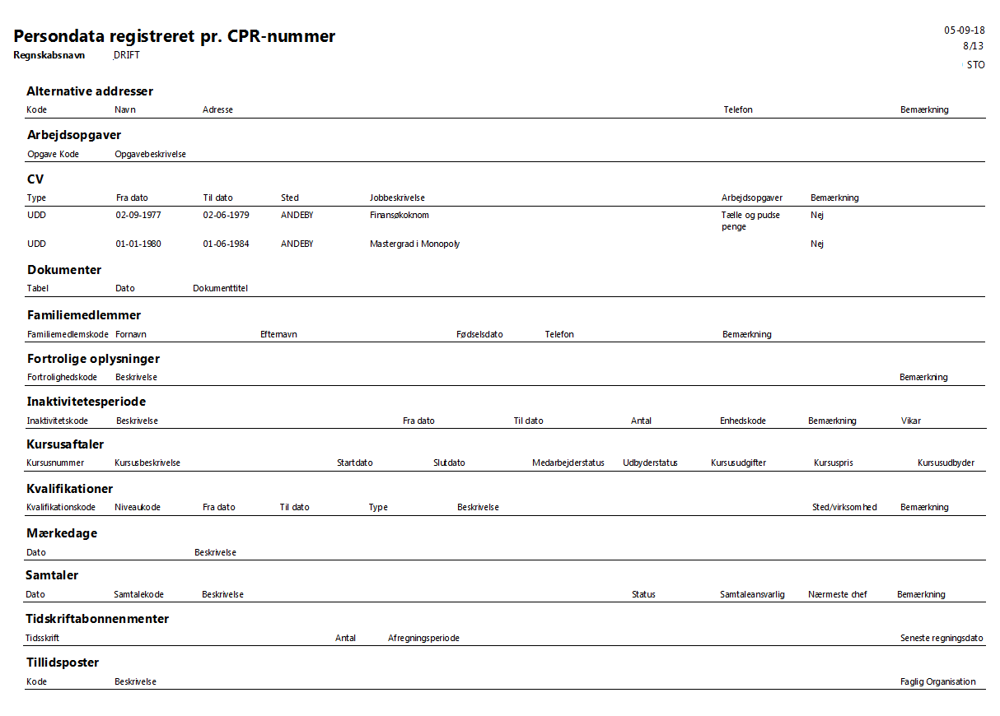 Persondata registreret pr. CPR-nummer 05-09-18
Regnskabsnavn DRIFT 8/13
STO
Alternative addresser
Kode Navn Adresse Telefon Bemærkning
Arbejdsopgaver
Opgave Kode Opgavebeskrivelse
CV
Type Fra dato Til dato Sted Jobbeskrivelse Arbejdsopgaver Bemærkning
UDD 02-09-1977 02-06-1979 ANDEBY Finansøkoknom Tælle og pudse Nej
penge
UDD 01-01-1980 01-06-1984 ANDEBY Mastergrad i Monopoly Nej
Dokumenter
Tabel Dato Dokumenttitel
Familiemedlemmer
Familiemedlemskode Fornavn Efternavn Fødselsdato Telefon Bemærkning
Fortrolige oplysninger
Fortrolighedskode Beskrivelse Bemærkning
Inaktivitetesperiode
Inaktivitetskode Beskrivelse Fra dato Til dato Antal Enhedskode Bemærkning Vikar
Kursusaftaler
Kursusnummer Kursusbeskrivelse Startdato Slutdato Medarbejderstatus Udbyderstatus Kursusudgifter Kursuspris Kursusudbyder
Kvalifikationer
Kvalifikationskode Niveaukode Fra dato Til dato Type Beskrivelse Sted/virksomhed Bemærkning
Mærkedage
Dato Beskrivelse
Samtaler
Dato Samtalekode Beskrivelse Status Samtaleansvarlig Nærmeste chef Bemærkning
Tidskriftabonnenmenter
Tidsskrift Antal Afregningsperiode Seneste regningsdato
Tillidsposter
Kode Beskrivelse Faglig Organisation